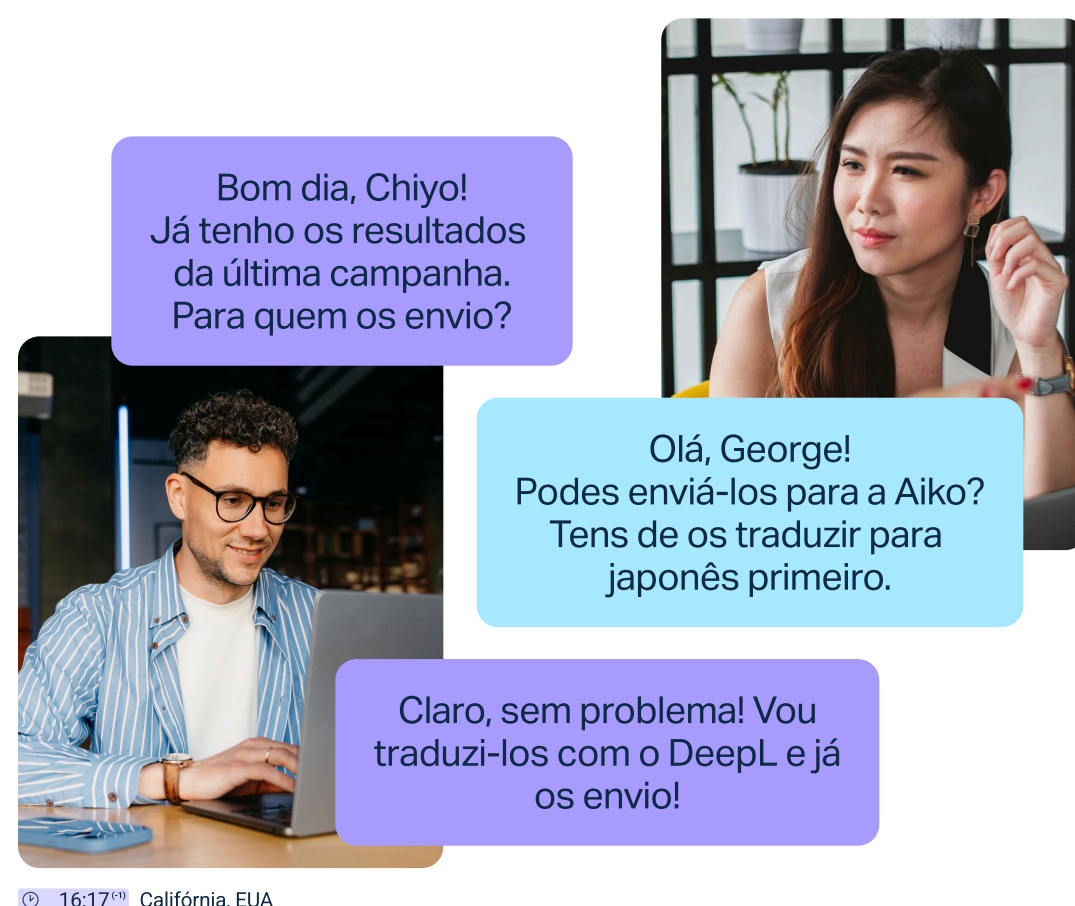 Bom dia, Chiyo!
Já tenho os resultados
da última campanha.
Para quem os envio?
Olá, George!
Podes enviá-los para a Aiko?
Tens de os traduzir para
japonês primeiro.
Claro, sem problema! Vou
traduzi-los com o DeepL e já
os envio!
16:17(-1) Califórnia, EUA